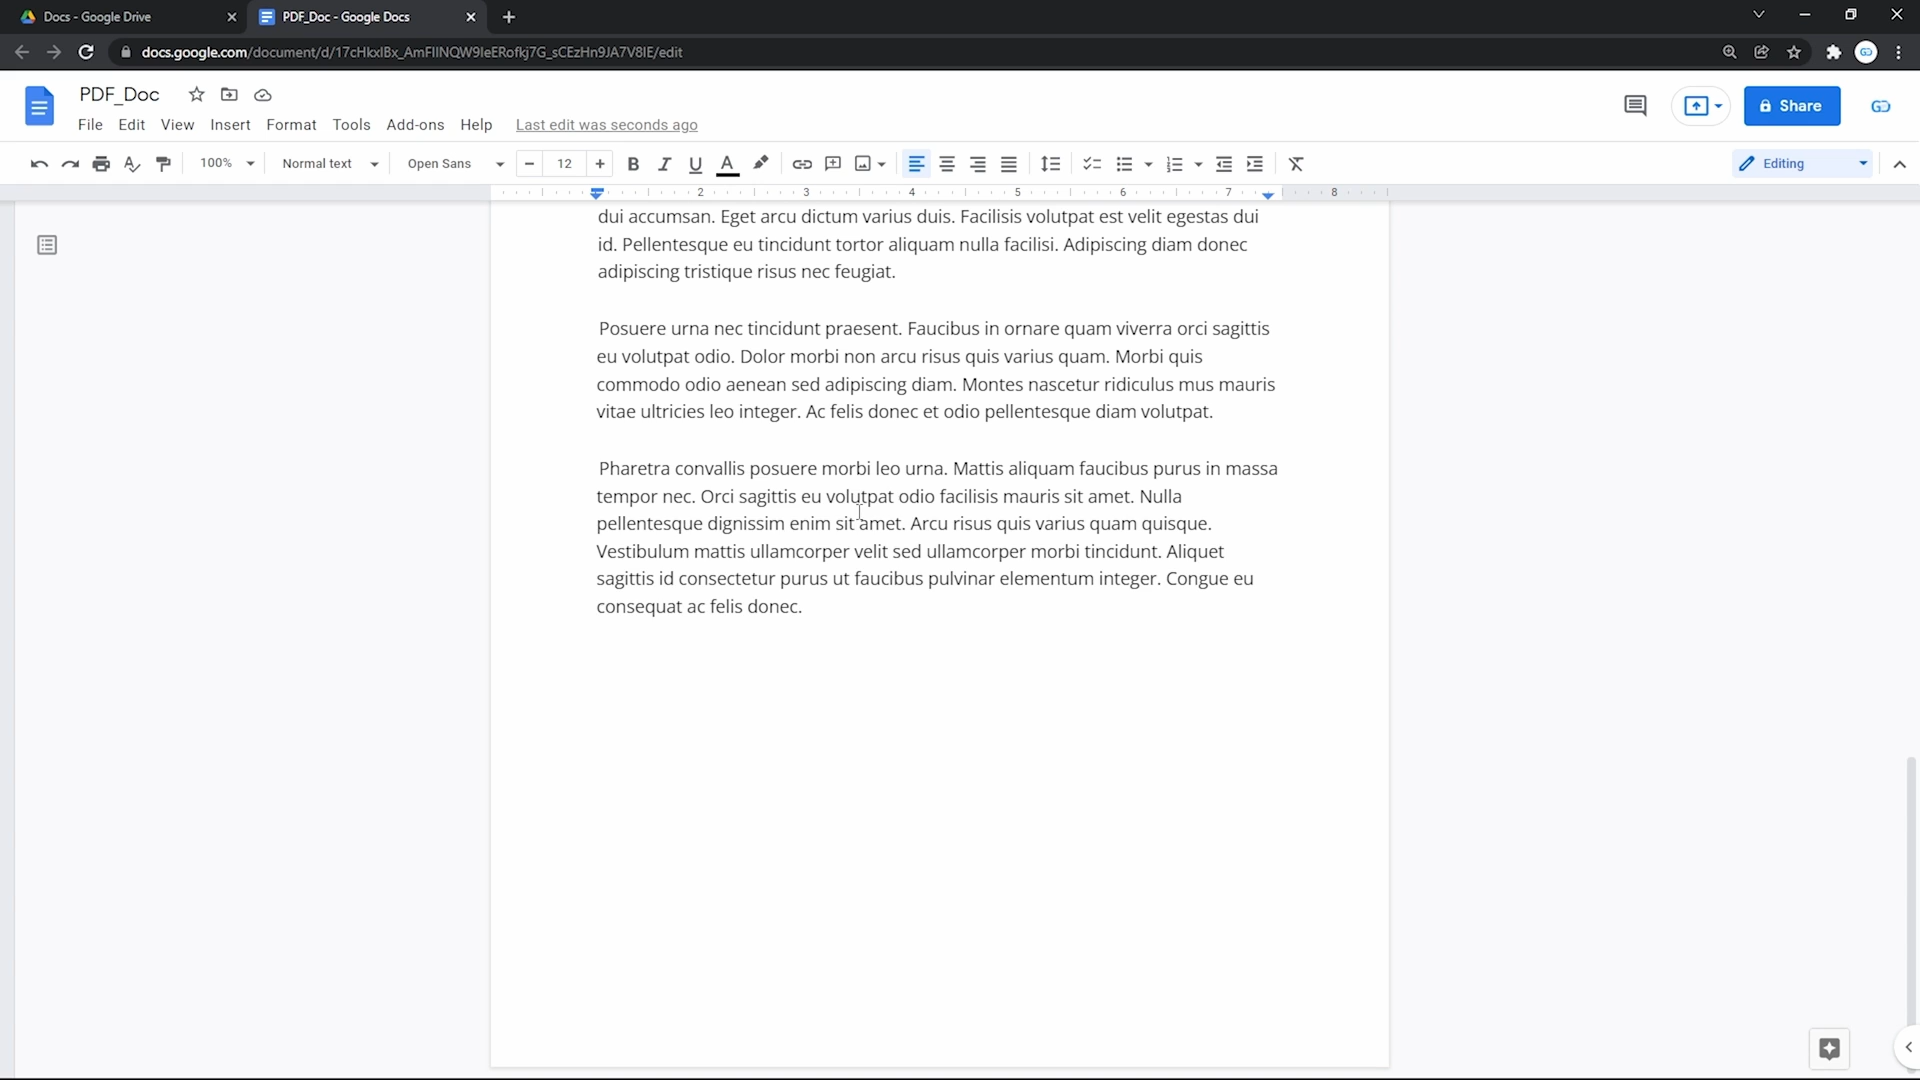 Docs - Google Drive
PDF_Doc - Google Docs
docs.google.com/document/d/17cHkxIBx_AmFIINQW9IeERofkj7G_sCEzHn9JA7V8IE/edit
PDF_Doc
File Edit View Insert Format Tools Add-ons Help Last edit was seconds ago
Share
100% Normal text Open Sans 12 B I U A Editing
2 3 4 5 6 7 8
dui accumsan. Eget arcu dictum varius duis. Facilisis volutpat est velit egestas dui
id. Pellentesque eu tincidunt tortor aliquam nulla facilisi. Adipiscing diam donec
adipiscing tristique risus nec feugiat.
Posuere urna nec tincidunt praesent. Faucibus in ornare quam viverra orci sagittis
eu volutpat odio. Dolor morbi non arcu risus quis varius quam. Morbi quis
commodo odio aenean sed adipiscing diam. Montes nascetur ridiculus mus mauris
vitae ultricies leo integer. Ac felis donec et odio pellentesque diam volutpat.
Pharetra convallis posuere morbi leo urna. Mattis aliquam faucibus purus in massa
tempor nec. Orci sagittis eu volutpat odio facilisis mauris sit amet. Nulla
pellentesque dignissim enim sit amet. Arcu risus quis varius quam quisque.
Vestibulum mattis ullamcorper velit sed ullamcorper morbi tincidunt. Aliquet
sagittis id consectetur purus ut faucibus pulvinar elementum integer. Congue eu
consequat ac felis donec.